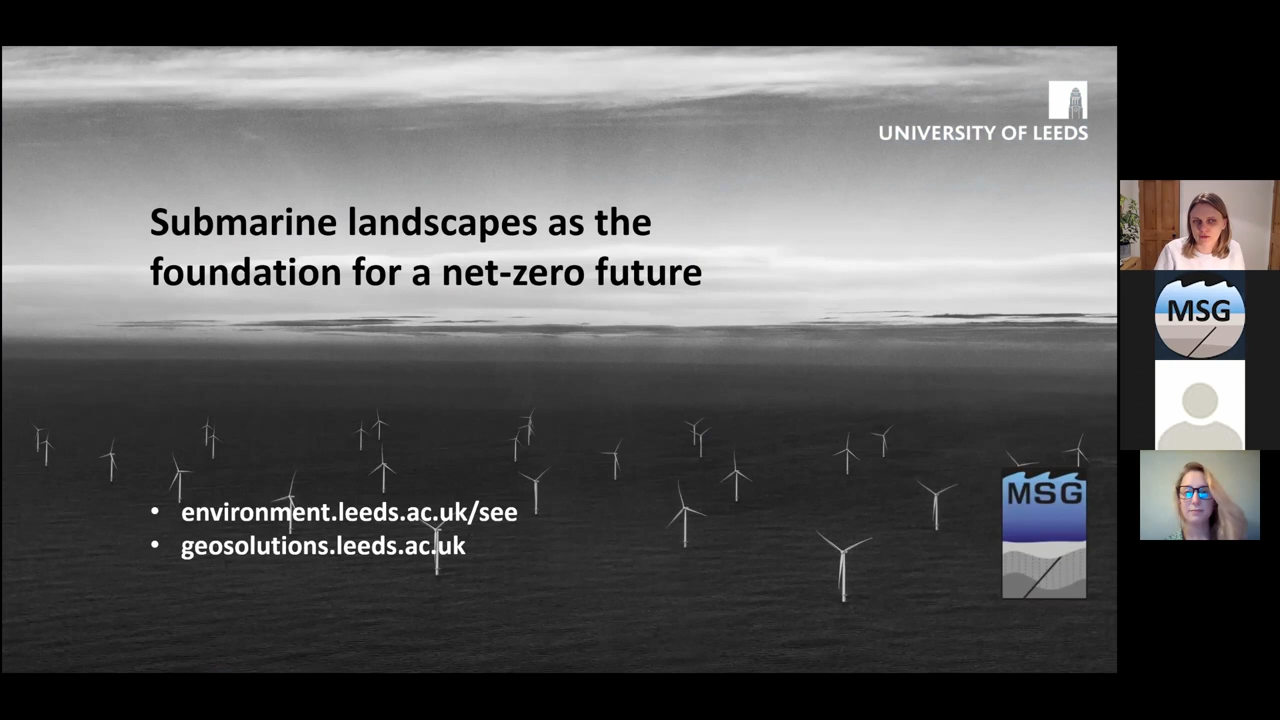 UNIVERSITY OF LEEDS
Submarine landscapes as the
foundation for a net-zero future
• environment.leeds.ac.uk/see
• geosolutions.leeds.ac.uk
MSG
MSG